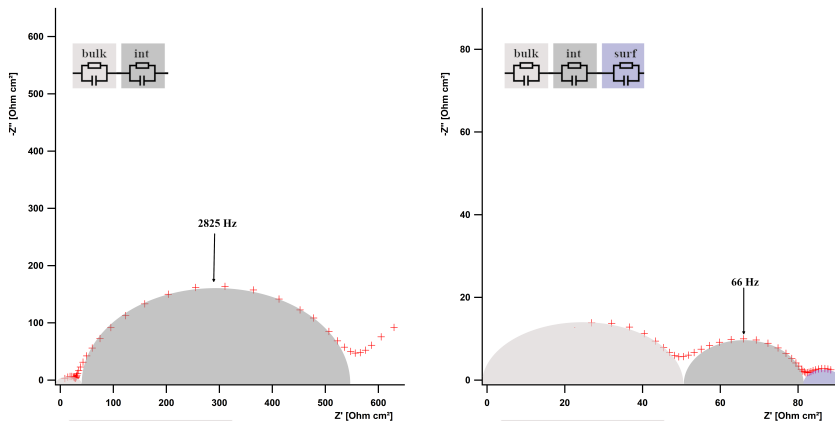 600
500
400
300
200
100
0
-Z'' [Ohm cm²]
bulk int
2825 Hz
0 100 200 300 400 500 600
Z' [Ohm cm²]
80
60
40
20
0
-Z'' [Ohm cm²]
bulk int surf
66 Hz
0 20 40 60 80
Z' [Ohm cm²]